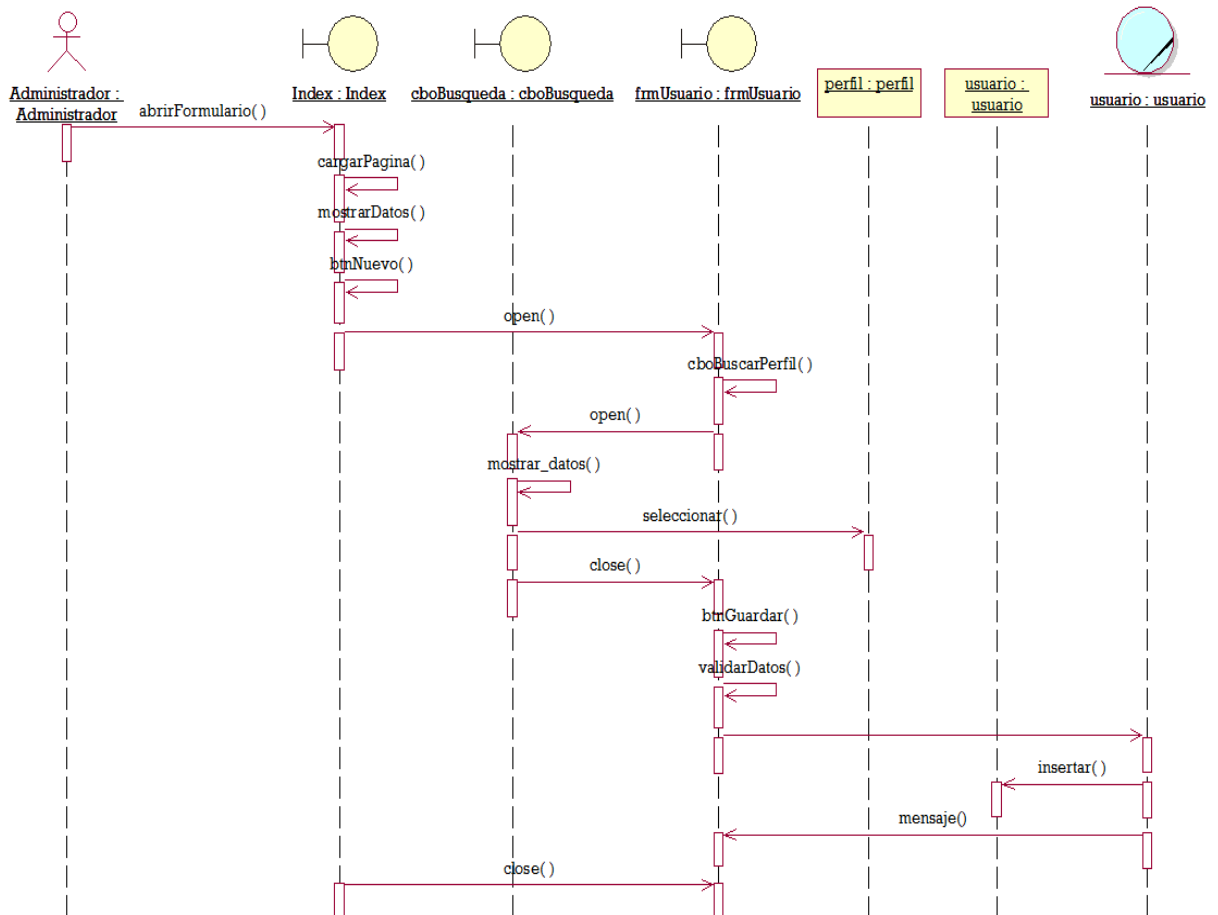 Administrador :
Administrador
Index : Index
cboBusqueda : cboBusqueda
frmUsuario : frmUsuario
perfil : perfil
usuario :
usuario
usuario : usuario
abrirFormulario( )
cargarPagina( )
mostrarDatos( )
btnNuevo( )
open( )
cboBuscarPerfil( )
open( )
mostrar_datos( )
seleccionar( )
close( )
btnGuardar( )
validarDatos( )
insertar( )
mensaje()
close( )